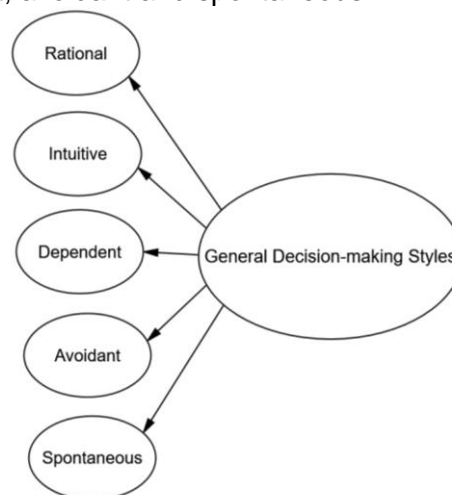 Rational
Intuitive
Dependent
General Decision-making Styles
Avoidant
Spontaneous